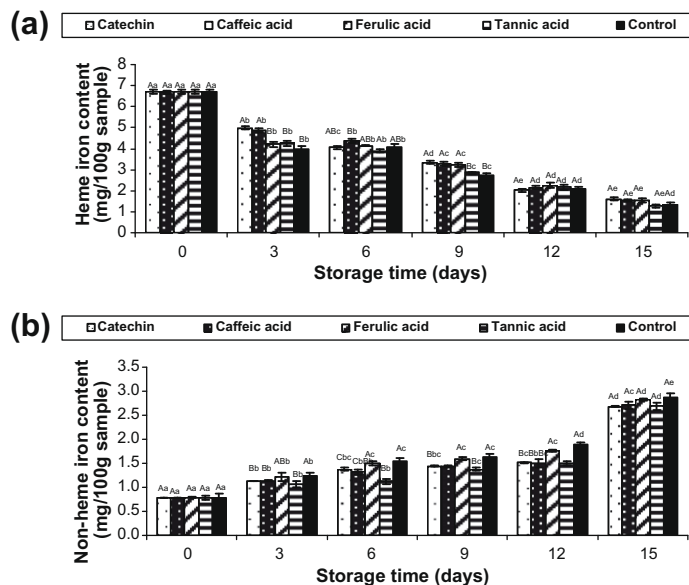 (a)
Catechin Caffeic acid Ferulic acid Tannic acid Control
Heme iron content
(mg/100g sample)
7
6
5
4
3
2
1
0
Aa Aa Aa Aa Aa
Ab Ab Bb Bb Bb
ABc Bb ABb Ab ABb
Ad Ac Ac Bc Bc
Ae Ad Ad Ad Ad
Ae Ae Ae AeAd
0 3 6 9 12 15
Storage time (days)
(b)
Catechin Caffeic acid Ferulic acid Tannic acid Control
Non-heme iron content
(mg/100g sample)
3.5
3.0
2.5
2.0
1.5
1.0
0.5
0.0
Aa Aa Aa Aa Aa
Bb Bb ABb Bb Ab
Cbc Ac Bb Ac
Bbc Ac Bc Ac
Ac Ad
Ac Ad Ad Ae
0 3 6 9 12 15
Storage time (days)